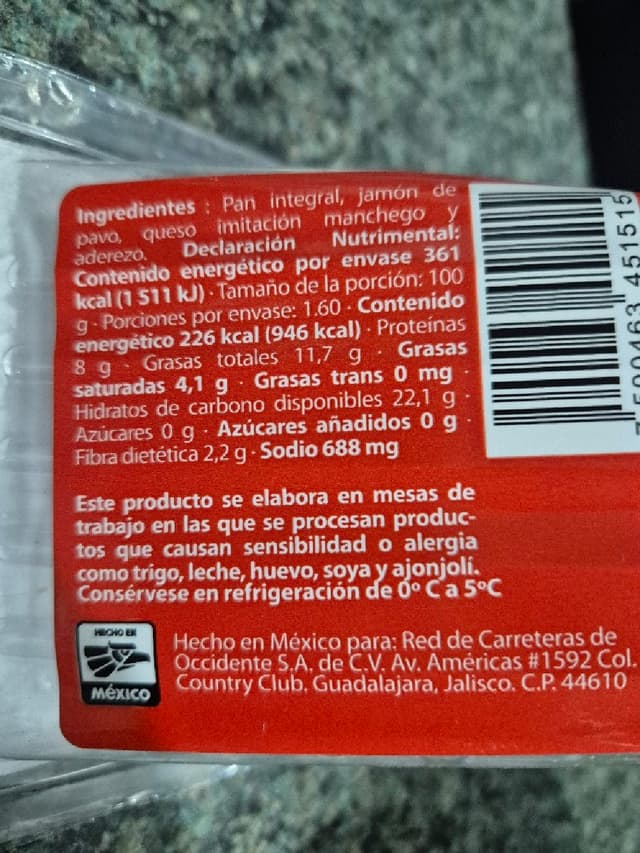 Ingredientes : Pan integral, jamón de
pavo, queso imitación manchego y
aderezo. Declaración Nutrimental:
Contenido energético por envase 361
kcal (1 511 kJ) · Tamaño de la porción: 100
g · Porciones por envase: 1.60 · Contenido
energético 226 kcal (946 kcal) · Proteínas
8 g · Grasas totales 11,7 g · Grasas
saturadas 4,1 g · Grasas trans 0 mg ·
Hidratos de carbono disponibles 22,1 g ·
Azúcares 0 g · Azúcares añadidos 0 g ·
Fibra dietética 2,2 g · Sodio 688 mg
Este producto se elabora en mesas de
trabajo en las que se procesan produc-
tos que causan sensibilidad o alergia
como trigo, leche, huevo, soya y ajonjolí.
Consérvese en refrigeración de 0º C a 5ºC
HECHO EN
MÉXICO
Hecho en México para: Red de Carreteras de
Occidente S.A. de C.V. Av. Américas #1592 Col.
Country Club. Guadalajara, Jalisco. C.P. 44610
451515